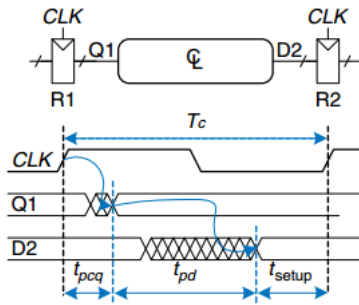 CLK CLK
Q1 CL D2
R1 R2
Tc
CLK
Q1
D2
tpcq tpd tsetup